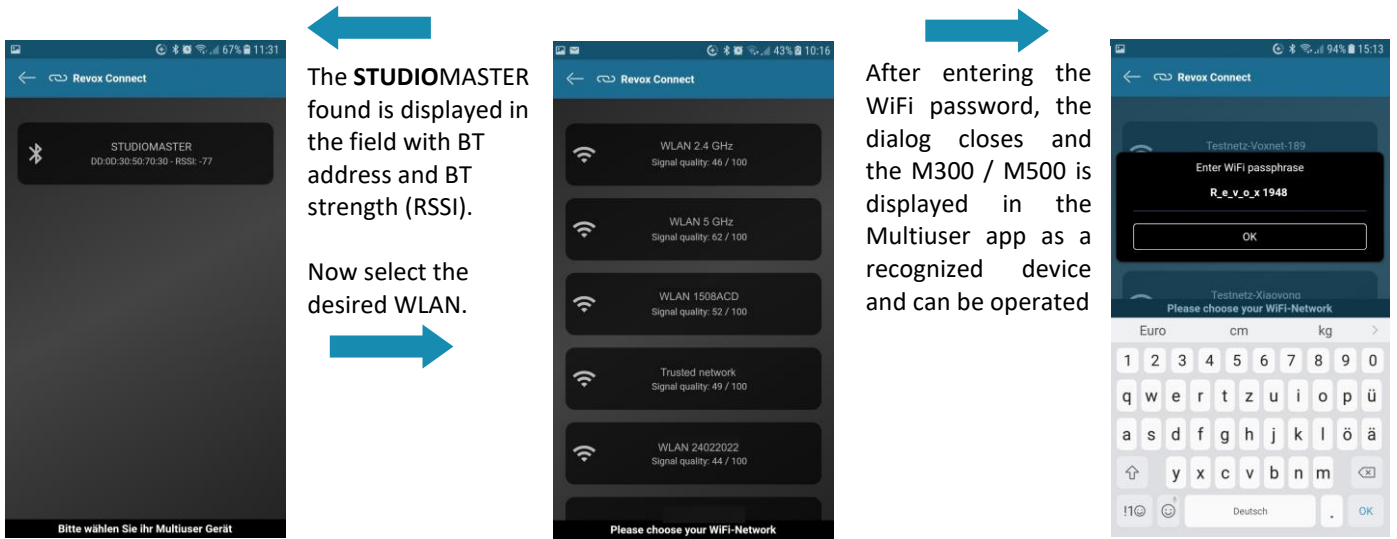 67% 11:31
Revox Connect
STUDIOMASTER
DD:0D:30:50:70:30 - RSSI: -77
Bitte wählen Sie ihr Multiuser Gerät
The STUDIOMASTER
found is displayed in
the field with BT
address and BT
strength (RSSI).
Now select the
desired WLAN.
43% 10:16
Revox Connect
WLAN 2.4 GHz
Signal quality: 46 / 100
WLAN 5 GHz
Signal quality: 62 / 100
WLAN 1508ACD
Signal quality: 52 / 100
Trusted network
Signal quality: 49 / 100
WLAN 24022022
Signal quality: 44 / 100
Please choose your WiFi-Network
After entering the
WiFi password, the
dialog closes and
the M300 / M500 is
displayed in the
Multiuser app as a
recognized device
and can be operated
94% 15:13
Revox Connect
Testnetz-Voxnet-189
Enter WiFi passphrase
R_e_v_o_x 1948
OK
Testnetz-Xiaovong
Please choose your WiFi-Network
Euro cm kg >
1 2 3 4 5 6 7 8 9 0
q w e r t z u i o p ü
a s d f g h j k l ö ä
y x c v b n m
!1☺ Deutsch . OK